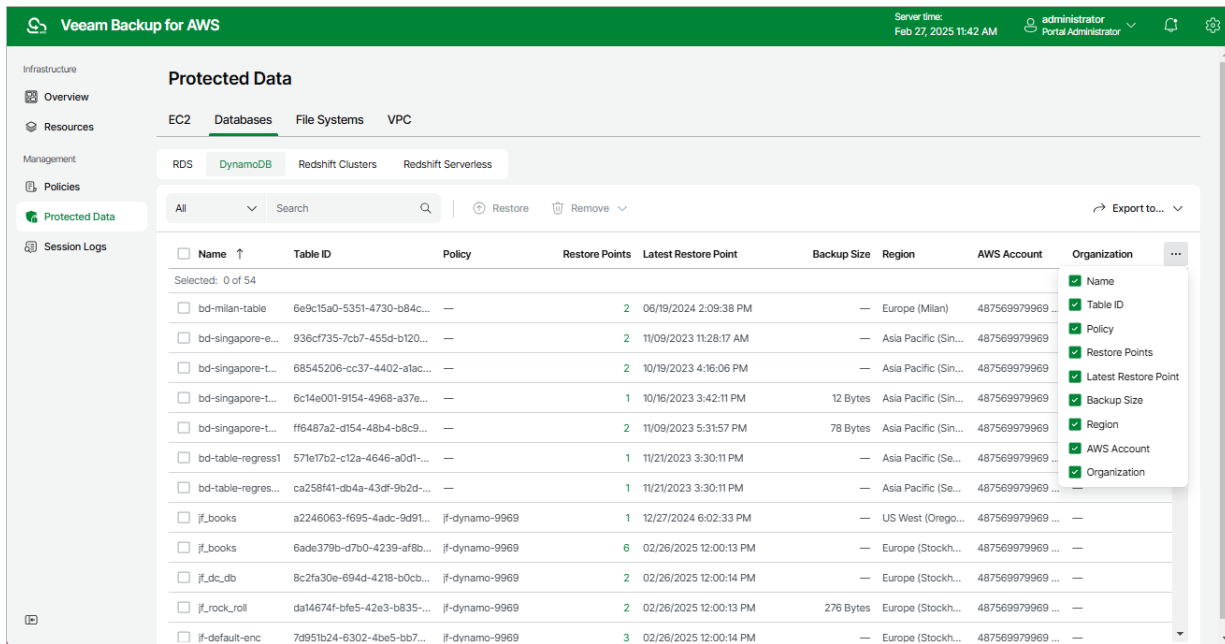 Veeam Backup for AWS
Server time:
Feb 27, 2025 11:42 AM
administrator
Portal Administrator
Infrastructure
Overview
Resources
Management
Policies
Protected Data
Session Logs
Protected Data
EC2 Databases File Systems VPC
RDS DynamoDB Redshift Clusters Redshift Serverless
All Search Restore Remove Export to...
Name Table ID Policy Restore Points Latest Restore Point Backup Size Region AWS Account Organization ...
Selected: 0 of 54
bd-milan-table 6e9c15a0-5351-4730-b84c... — 2 06/19/2024 2:09:38 PM — Europe (Milan) 487569979969 ...
bd-singapore-e... 936cf735-7cb7-455d-b120... — 2 11/09/2023 11:28:17 AM — Asia Pacific (Sin... 487569979969
bd-singapore-t... 68545206-cc37-4402-a1ac... — 2 10/19/2023 4:16:06 PM — Asia Pacific (Sin... 487569979969
bd-singapore-t... 6c14e001-9154-4968-a37e... — 1 10/16/2023 3:42:11 PM 12 Bytes Asia Pacific (Sin... 487569979969
bd-singapore-t... ff6487a2-d154-48b4-b8c9... — 2 11/09/2023 5:31:57 PM 78 Bytes Asia Pacific (Sin... 487569979969
bd-table-regress1 571e17b2-c12a-4646-a0d1-... — 1 11/21/2023 3:30:11 PM — Asia Pacific (Se... 487569979969 ...
bd-table-regres... ca258f41-db4a-43df-9b2d-... — 1 11/21/2023 3:30:11 PM — Asia Pacific (Se... 487569979969 ... —
jf_books a2246063-f695-4adc-9d91... jf-dynamo-9969 1 12/27/2024 6:02:33 PM — US West (Orego... 487569979969 ... —
jf_books 6ade379b-d7b0-4239-af8b... jf-dynamo-9969 6 02/26/2025 12:00:13 PM — Europe (Stockh... 487569979969 ... —
jf_dc_db 8c2fa30e-694d-4218-b0cb... jf-dynamo-9969 2 02/26/2025 12:00:14 PM — Europe (Stockh... 487569979969 ... —
jf_rock_roll da14674f-bfe5-42e3-b835-... jf-dynamo-9969 2 02/26/2025 12:00:13 PM 276 Bytes Europe (Stockh... 487569979969 ... —
jf-default-enc 7d951b24-6302-4be5-bb7... jf-dynamo-9969 3 02/26/2025 12:00:14 PM — Europe (Stockh... 487569979969 ... —
Name
Table ID
Policy
Restore Points
Latest Restore Point
Backup Size
Region
AWS Account
Organization